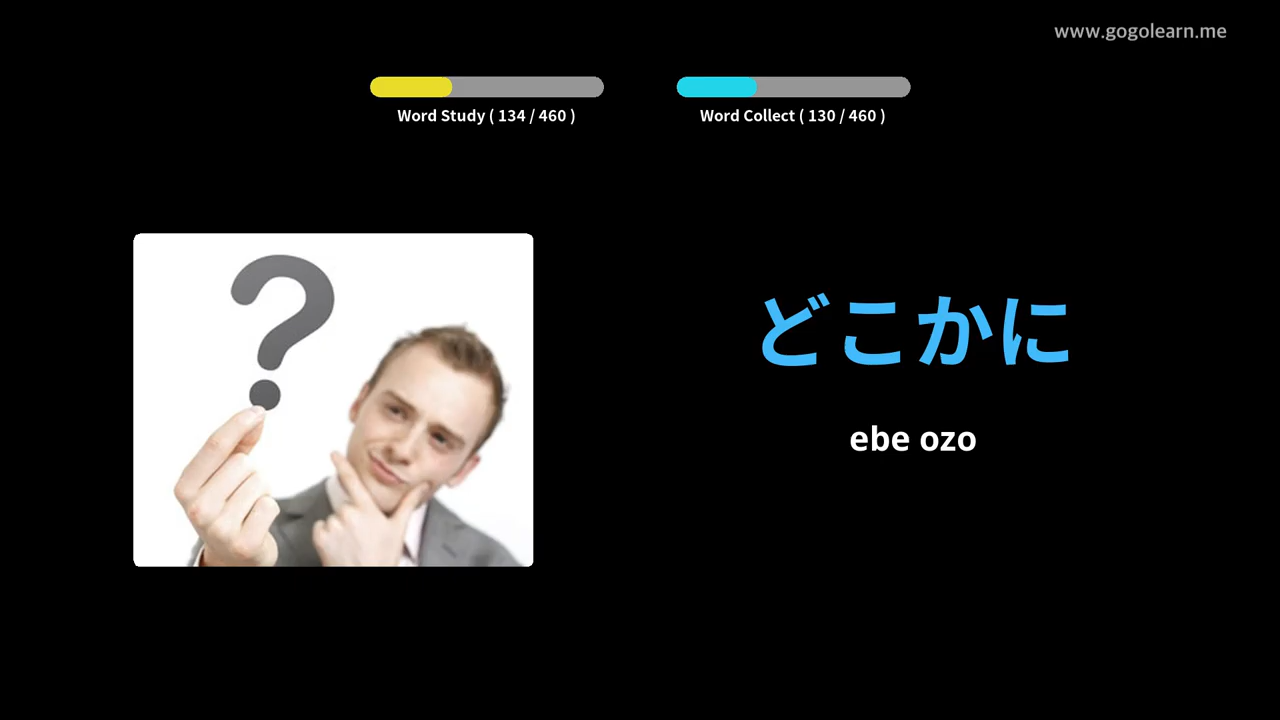 www.gogolearn.me
Word Study ( 134 / 460 )
Word Collect ( 130 / 460 )
?
どこかに
ebe ozo